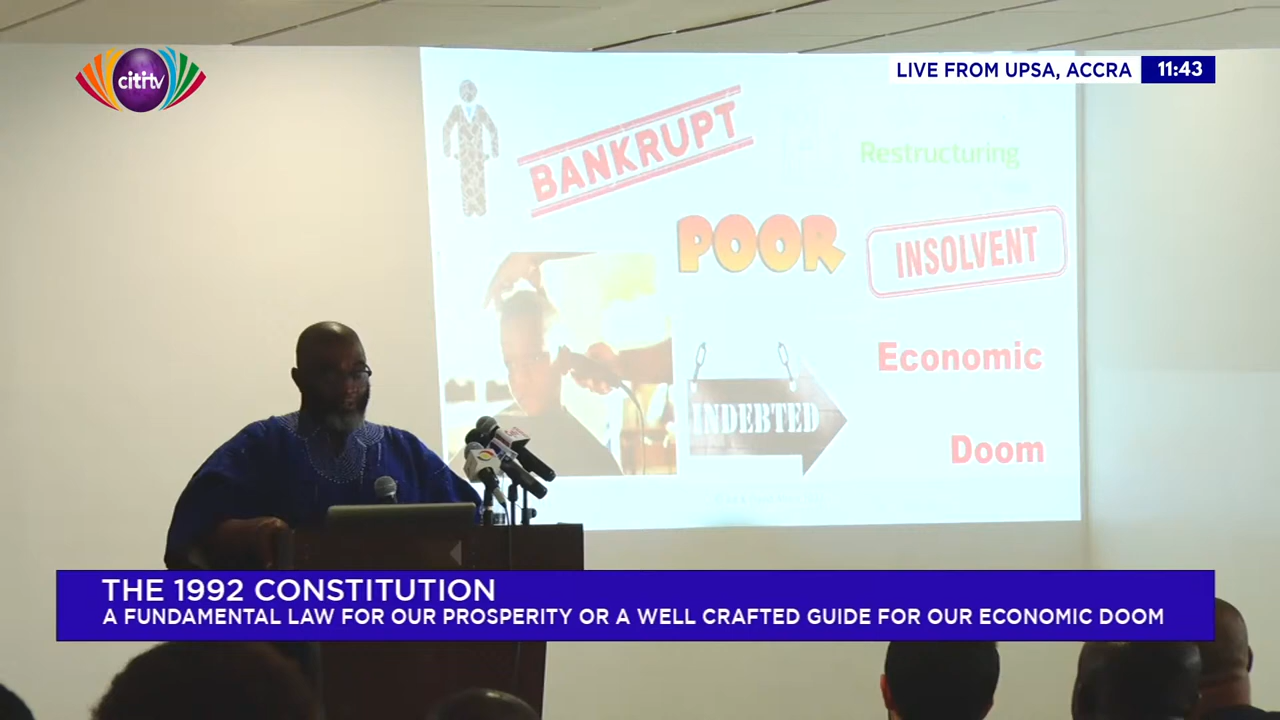 citi tv
LIVE FROM UPSA, ACCRA 11:43
BANKRUPT
Restructuring
POOR
INSOLVENT
Economic
INDEBTED
Doom
THE 1992 CONSTITUTION
A FUNDAMENTAL LAW FOR OUR PROSPERITY OR A WELL CRAFTED GUIDE FOR OUR ECONOMIC DOOM